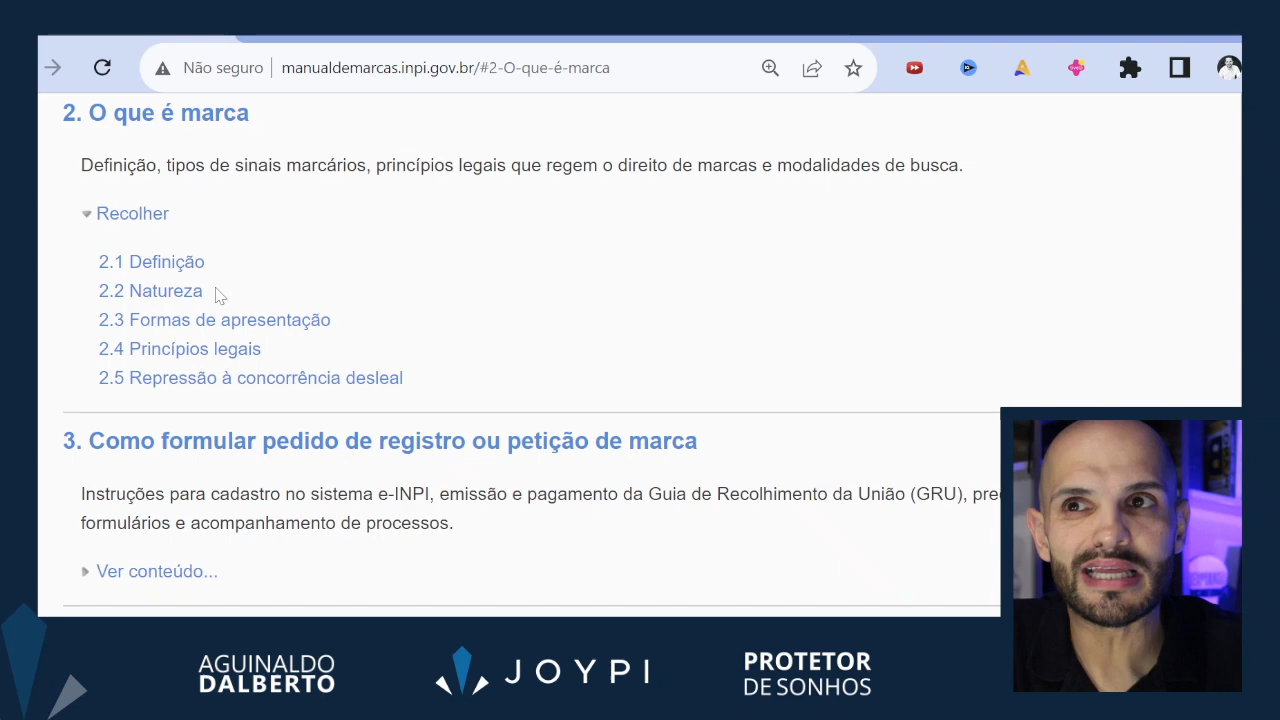 Não seguro
manualdemarcas.inpi.gov.br/#2-O-que-é-marca
2. O que é marca
Definição, tipos de sinais marcários, princípios legais que regem o direito de marcas e modalidades de busca.
Recolher
2.1 Definição
2.2 Natureza
2.3 Formas de apresentação
2.4 Princípios legais
2.5 Repressão à concorrência desleal
3. Como formular pedido de registro ou petição de marca
Instruções para cadastro no sistema e-INPI, emissão e pagamento da Guia de Recolhimento da União (GRU),
formulários e acompanhamento de processos.
Ver conteúdo...
AGUINALDO
DALBERTO
JOYPI
PROTETOR
DE SONHOS